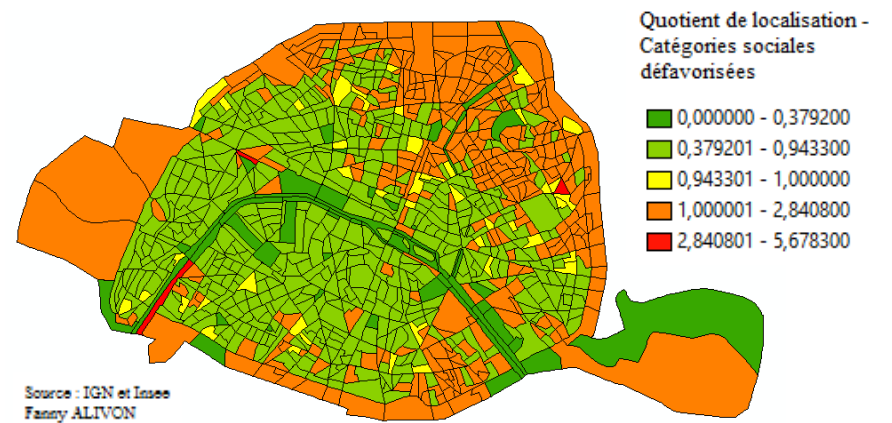 Quotient de localisation -
Catégories sociales
défavorisées
0,000000 - 0,379200
0,379201 - 0,943300
0,943301 - 1,000000
1,000001 - 2,840800
2,840801 - 5,678300
Source : IGN et Insee
Fanny ALIVON